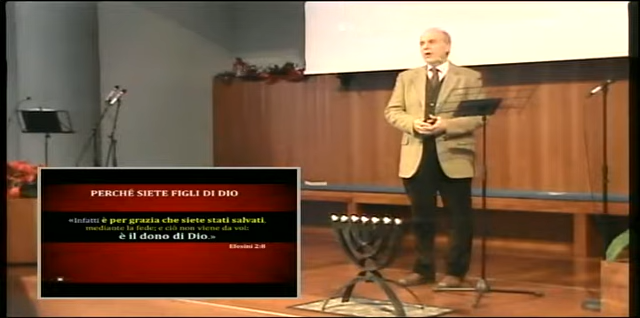 PERCHÉ SIETE FIGLI DI DIO
«Infatti è per grazia che siete stati salvati,
mediante la fede; e ciò non viene da voi:
è il dono di Dio.»
Efesini 2:8